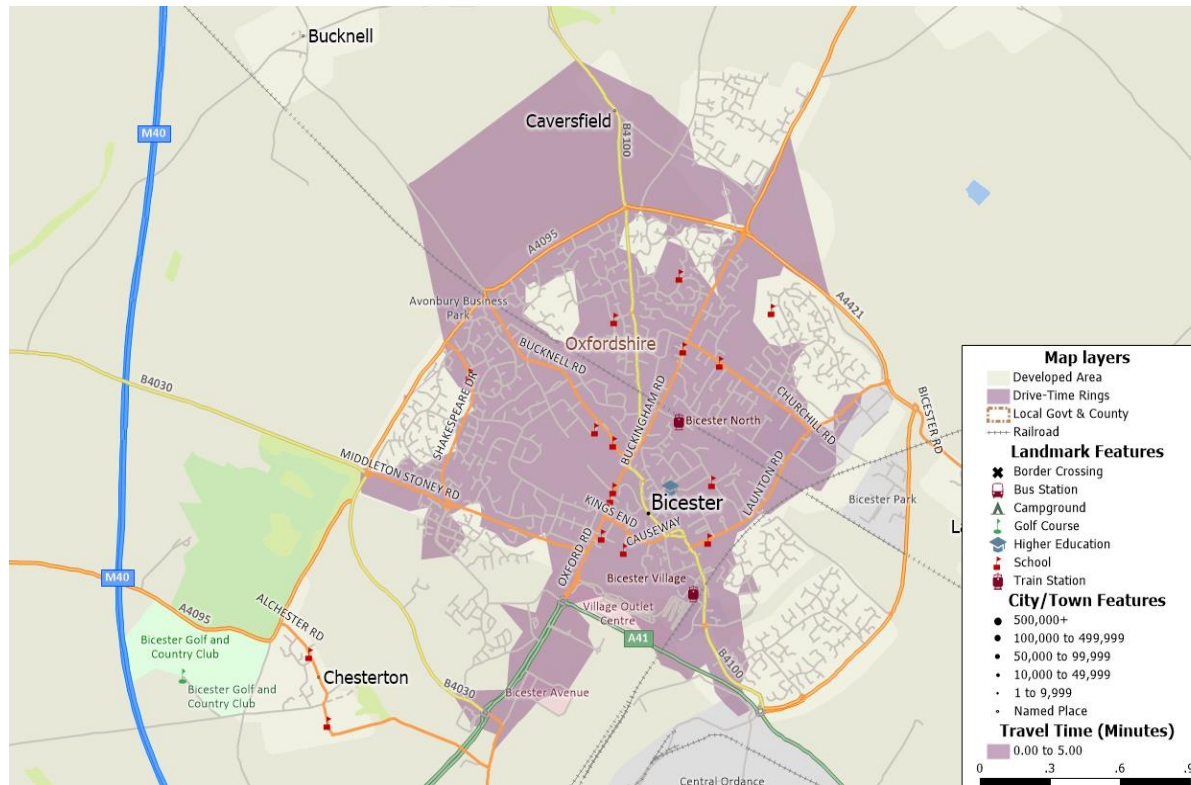 Bucknell
M40
Caversfield
B4100
A4095
Avonbury Business
Park
A4421
Oxfordshire
BUCKNELL RD
B4030
SHAKESPEARE DR
BUCKINGHAM RD
CHURCHILL RD
BICESTER RD
Bicester North
MIDDLETON STONEY RD
LAUNTON RD
Bicester Park
KINGS END
Bicester
CAUSEWAY
OXFORD RD
Bicester Village
M40
Village Outlet
Centre
A4095
ALCHESTER RD
A41
Bicester Golf and
Country Club
Chesterton
B4100
Bicester Golf and
Country Club
B4030
Bicester Avenue
Central Ordance
La
Map layers
Developed Area
Drive-Time Rings
Local Govt & County
Railroad
Landmark Features
Border Crossing
Bus Station
Campground
Golf Course
Higher Education
School
Train Station
City/Town Features
500,000+
100,000 to 499,999
50,000 to 99,999
10,000 to 49,999
1 to 9,999
Named Place
Travel Time (Minutes)
0.00 to 5.00
0 .3 .6 .9